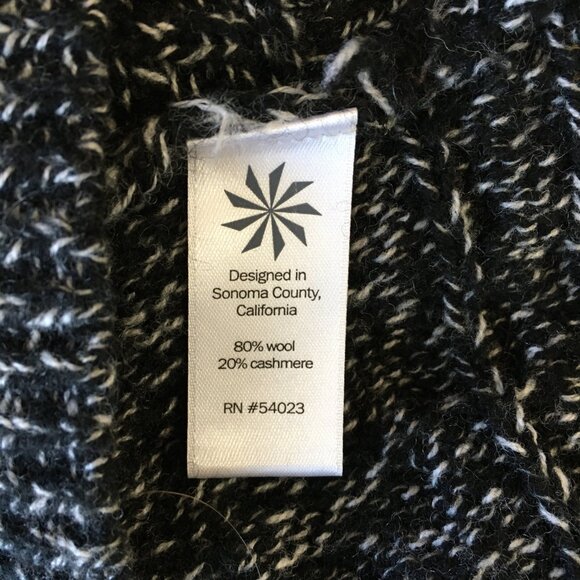 Designed in
Sonoma County,
California
80% wool
20% cashmere
RN #54023